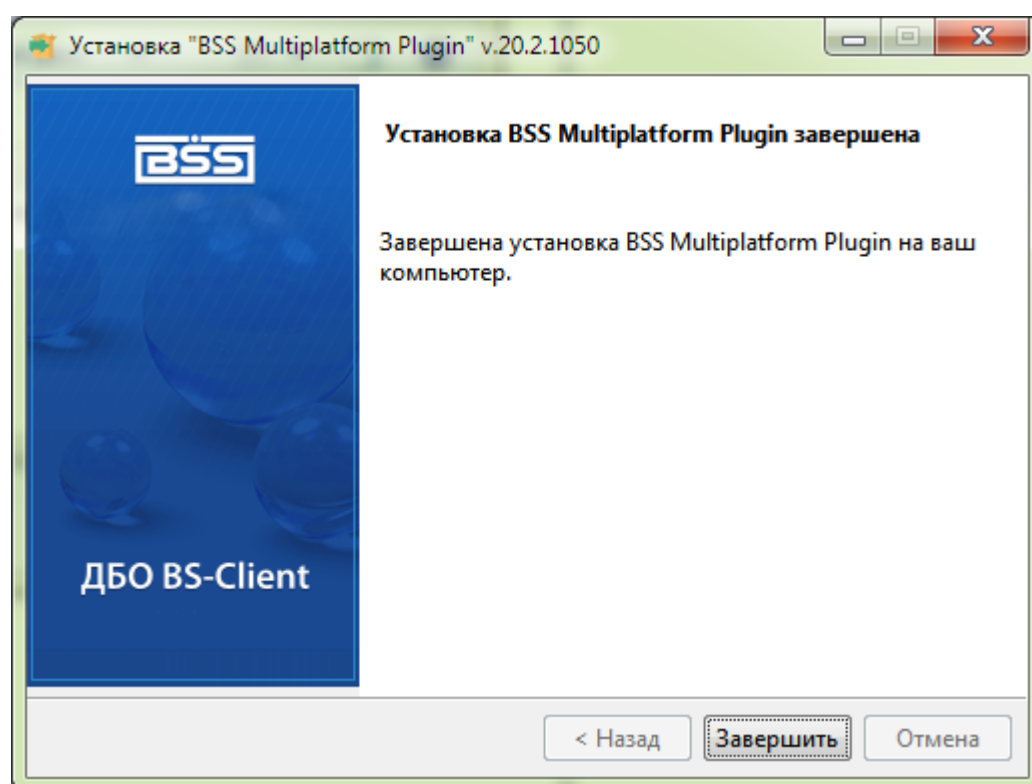 Установка "BSS Multiplatform Plugin" v.20.2.1050
BSS
Установка BSS Multiplatform Plugin завершена
Завершена установка BSS Multiplatform Plugin на ваш
компьютер.
ДБО BS-Client
< Назад
Завершить
Отмена